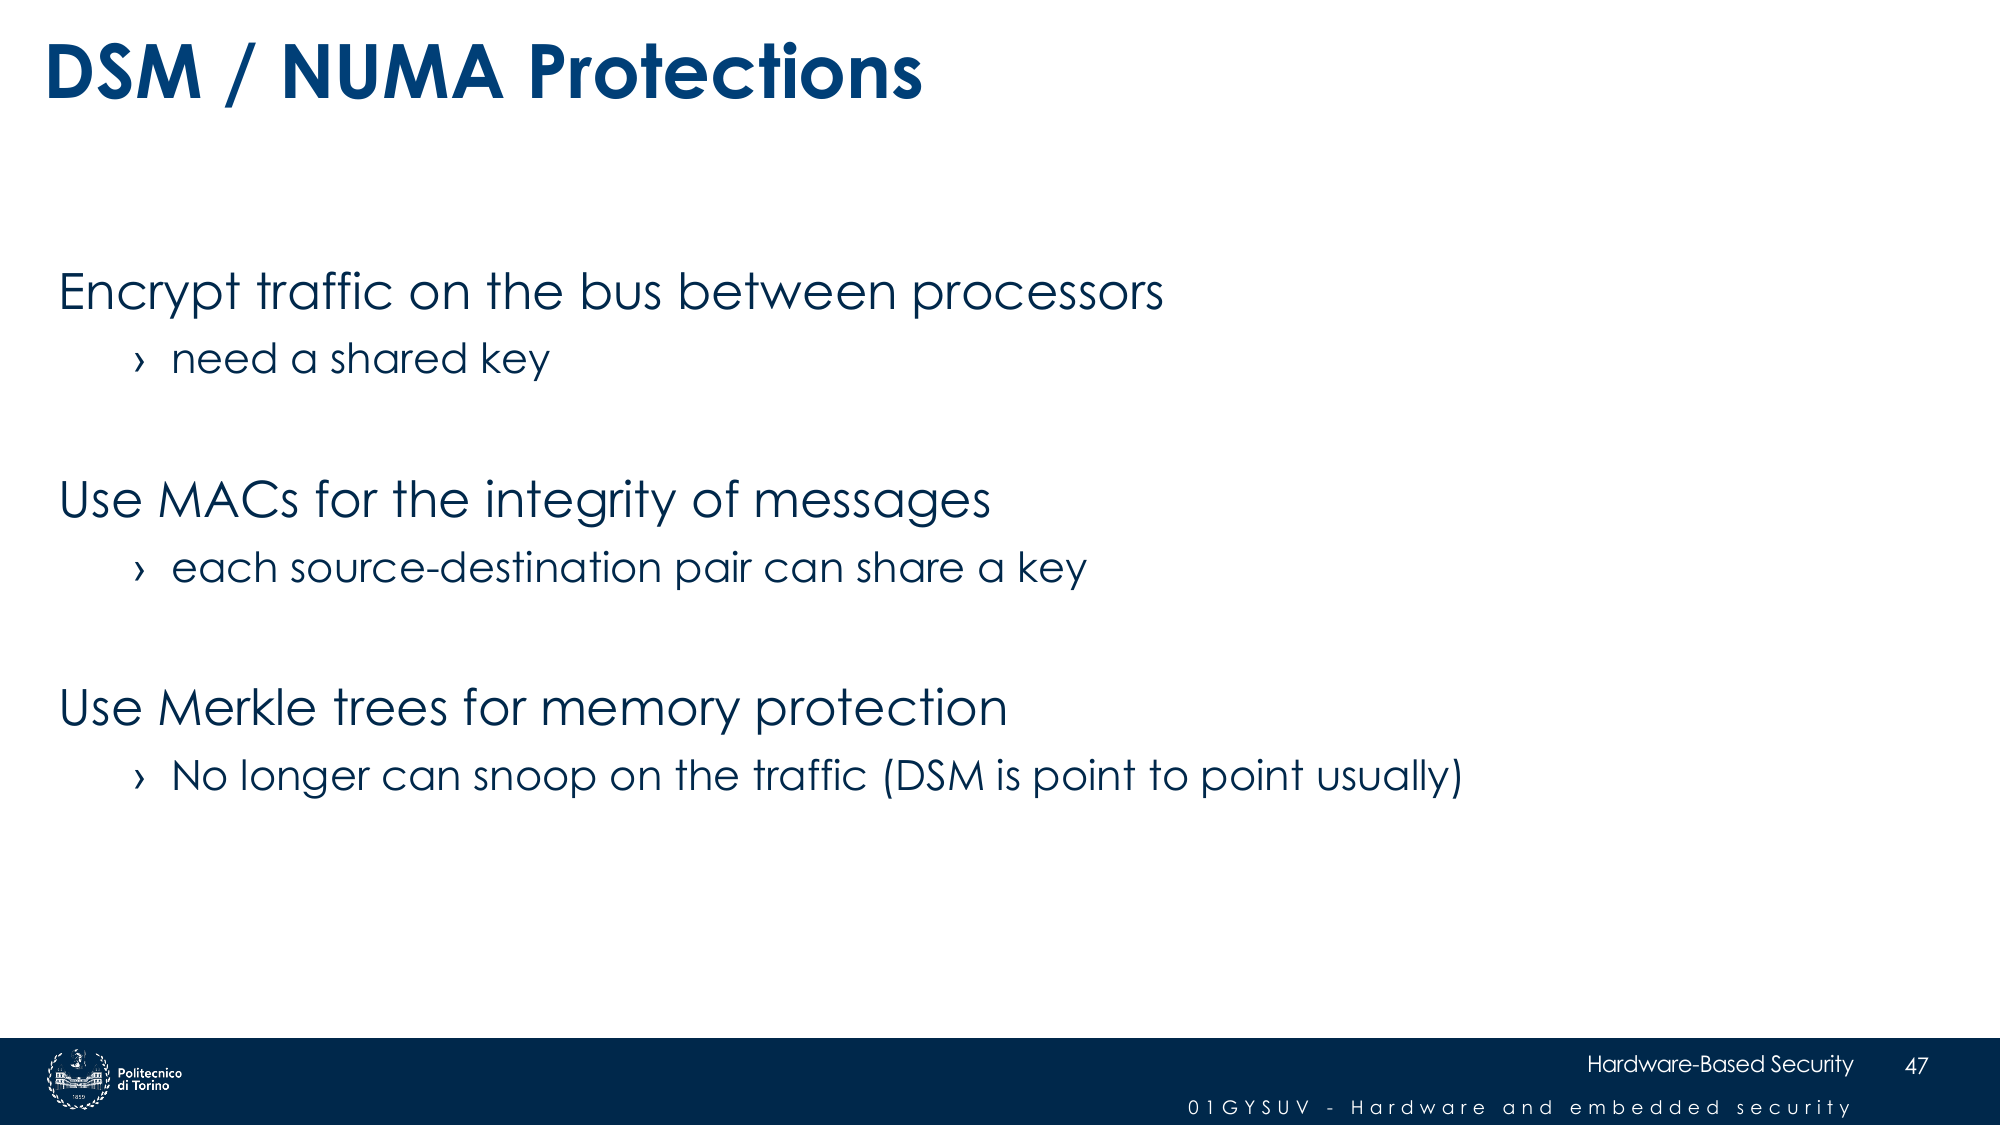 DSM / NUMA Protections
Encrypt traffic on the bus between processors
› need a shared key
Use MACs for the integrity of messages
› each source-destination pair can share a key
Use Merkle trees for memory protection
› No longer can snoop on the traffic (DSM is point to point usually)
Politecnico
di Torino
1859
Hardware-Based Security
47
01GYSUV - Hardware and embedded security